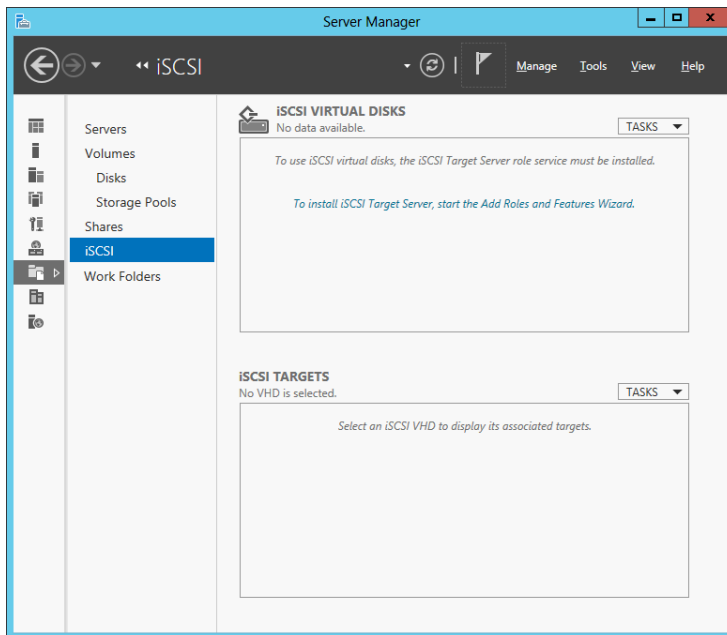 Server Manager
iSCSI
Manage Tools View Help
Servers
Volumes
Disks
Storage Pools
Shares
iSCSI
Work Folders
iSCSI VIRTUAL DISKS
No data available.
TASKS
To use iSCSI virtual disks, the iSCSI Target Server role service must be installed.
To install iSCSI Target Server, start the Add Roles and Features Wizard.
iSCSI TARGETS
No VHD is selected.
TASKS
Select an iSCSI VHD to display its associated targets.